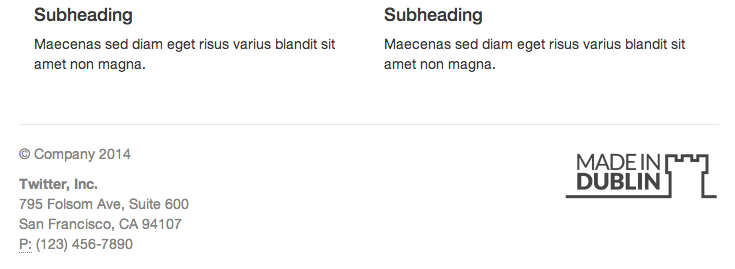 Subheading
Maecenas sed diam eget risus varius blandit sit
amet non magna.
Subheading
Maecenas sed diam eget risus varius blandit sit
amet non magna.
© Company 2014
Twitter, Inc.
795 Folsom Ave, Suite 600
San Francisco, CA 94107
P: (123) 456-7890
MADE IN
DUBLIN